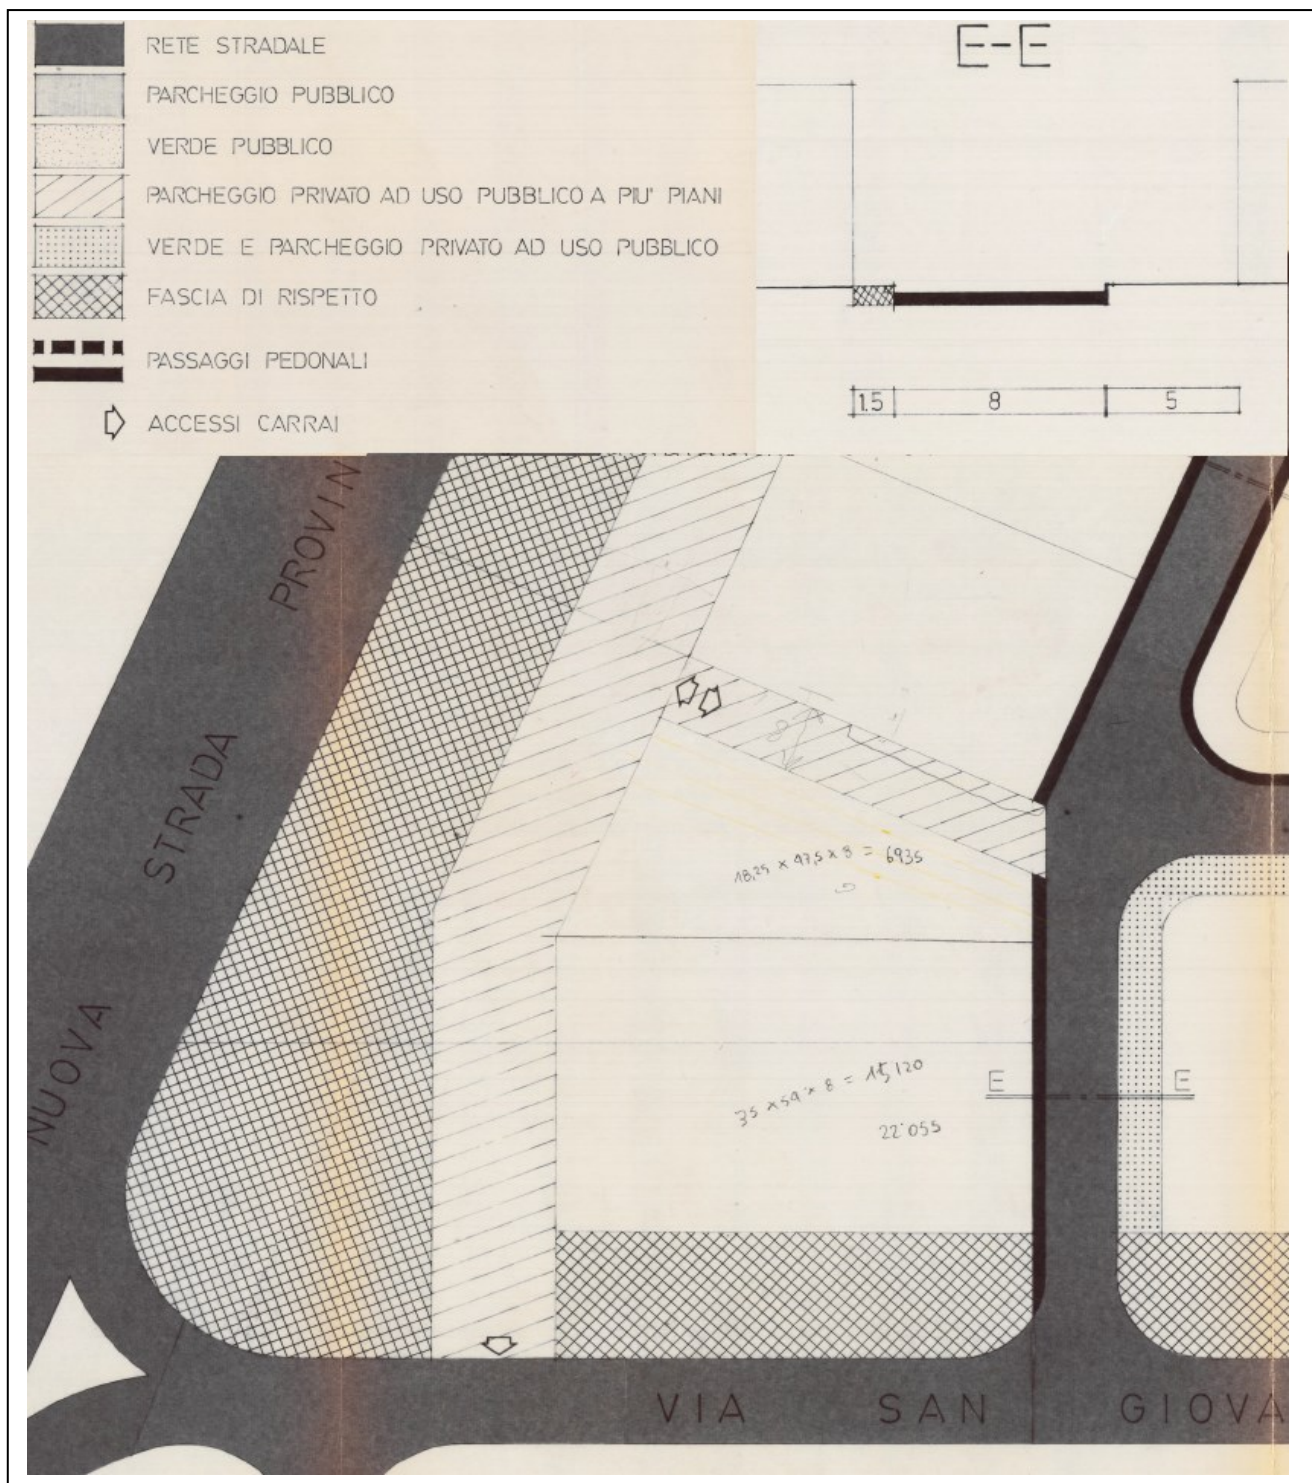 RETE STRADALE
PARCHEGGIO PUBBLICO
VERDE PUBBLICO
PARCHEGGIO PRIVATO AD USO PUBBLICO A PIU' PIANI
VERDE E PARCHEGGIO PRIVATO AD USO PUBBLICO
FASCIA DI RISPETTO
PASSAGGI PEDONALI
ACCESSI CARRAI
E-E
1.5 8 5
NUOVA STRADA PROVIN
8
18,25 x 47,5 x 8 = 6935
35 x 54 x 8 = 15,120
22'055
E E
VIA SAN GIOVA